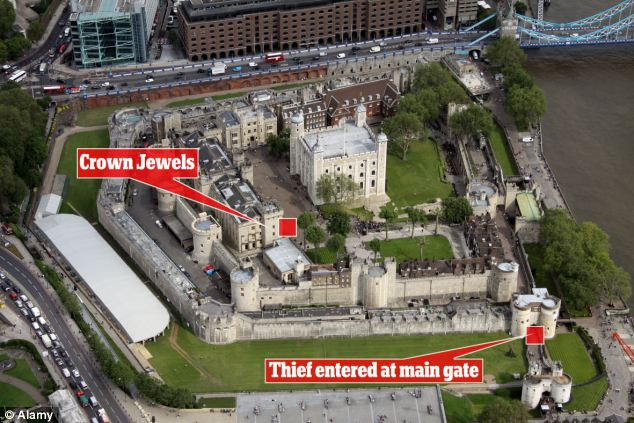 Crown Jewels
Thief entered at main gate
© Alamy